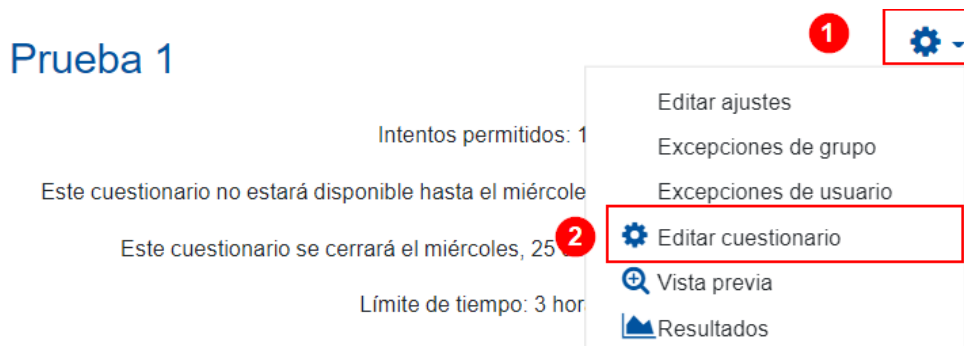 1
Prueba 1
Editar ajustes
Intentos permitidos: 1
Excepciones de grupo
Este cuestionario no estará disponible hasta el miércole
Excepciones de usuario
2
Editar cuestionario
Este cuestionario se cerrará el miércoles, 25
Vista previa
Límite de tiempo: 3 hor
Resultados